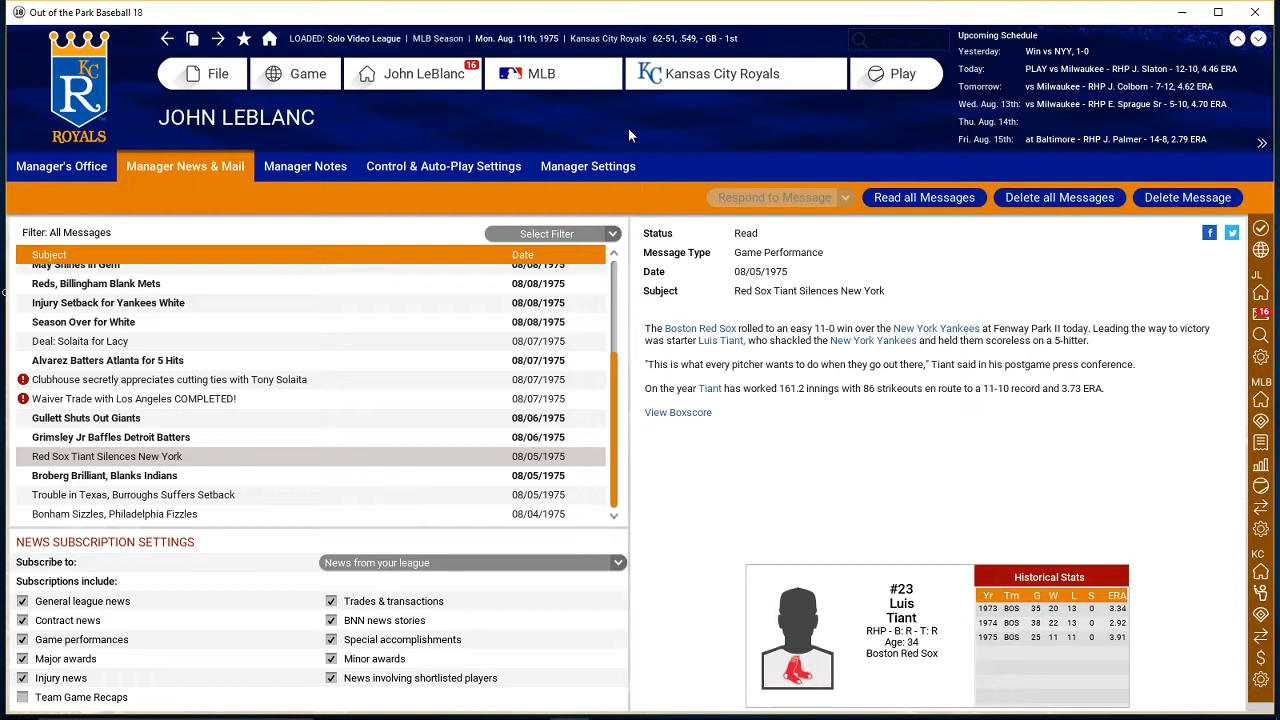 Out of the Park Baseball 18
LOADED: Solo Video League | MLB Season | Mon. Aug. 11th, 1975 | Kansas City Royals 62-51, .549, - GB - 1st
Upcoming Schedule
Yesterday: Win vs NYY, 1-0
Today: PLAY vs Milwaukee - RHP J. Slaton - 12-10, 4.46 ERA
Tomorrow: vs Milwaukee - RHP J. Colborn - 7-12, 4.62 ERA
Wed. Aug. 13th: vs Milwaukee - RHP E. Sprague Sr - 5-10, 4.70 ERA
Thu. Aug. 14th:
Fri. Aug. 15th: at Baltimore - RHP J. Palmer - 14-8, 2.79 ERA
KC
R
ROYALS
File
Game
John LeBlanc
16
MLB
KC
Kansas City Royals
Play
JOHN LEBLANC
Manager's Office
Manager News & Mail
Manager Notes
Control & Auto-Play Settings
Manager Settings
Respond to Message
Read all Messages
Delete all Messages
Delete Message
Filter: All Messages
Select Filter
Subject Date
May Shines in Gem 08/08/1975
Reds, Billingham Blank Mets 08/08/1975
Injury Setback for Yankees White 08/08/1975
Season Over for White 08/08/1975
Deal: Solaita for Lacy 08/07/1975
Alvarez Batters Atlanta for 5 Hits 08/07/1975
Clubhouse secretly appreciates cutting ties with Tony Solaita 08/07/1975
Waiver Trade with Los Angeles COMPLETED! 08/07/1975
Gullett Shuts Out Giants 08/06/1975
Grimsley Jr Baffles Detroit Batters 08/06/1975
Red Sox Tiant Silences New York 08/05/1975
Broberg Brilliant, Blanks Indians 08/05/1975
Trouble in Texas, Burroughs Suffers Setback 08/05/1975
Bonham Sizzles, Philadelphia Fizzles 08/04/1975
NEWS SUBSCRIPTION SETTINGS
Subscribe to: News from your league
Subscriptions include:
General league news Trades & transactions
Contract news BNN news stories
Game performances Special accomplishments
Major awards Minor awards
Injury news News involving shortlisted players
Team Game Recaps
Status Read
Message Type Game Performance
Date 08/05/1975
Subject Red Sox Tiant Silences New York
The Boston Red Sox rolled to an easy 11-0 win over the New York Yankees at Fenway Park II today. Leading the way to victory
was starter Luis Tiant, who shackled the New York Yankees and held them scoreless on a 5-hitter.
"This is what every pitcher wants to do when they go out there," Tiant said in his postgame press conference.
On the year Tiant has worked 161.2 innings with 86 strikeouts en route to a 11-10 record and 3.73 ERA.
View Boxscore
#23
Luis
Tiant
RHP - B: R - T: R
Age: 34
Boston Red Sox
Historical Stats
Yr Tm G W L S ERA
1973 BOS 35 20 13 0 3.34
1974 BOS 38 22 13 0 2.92
1975 BOS 25 11 11 0 3.91
JL
16
MLB
KC